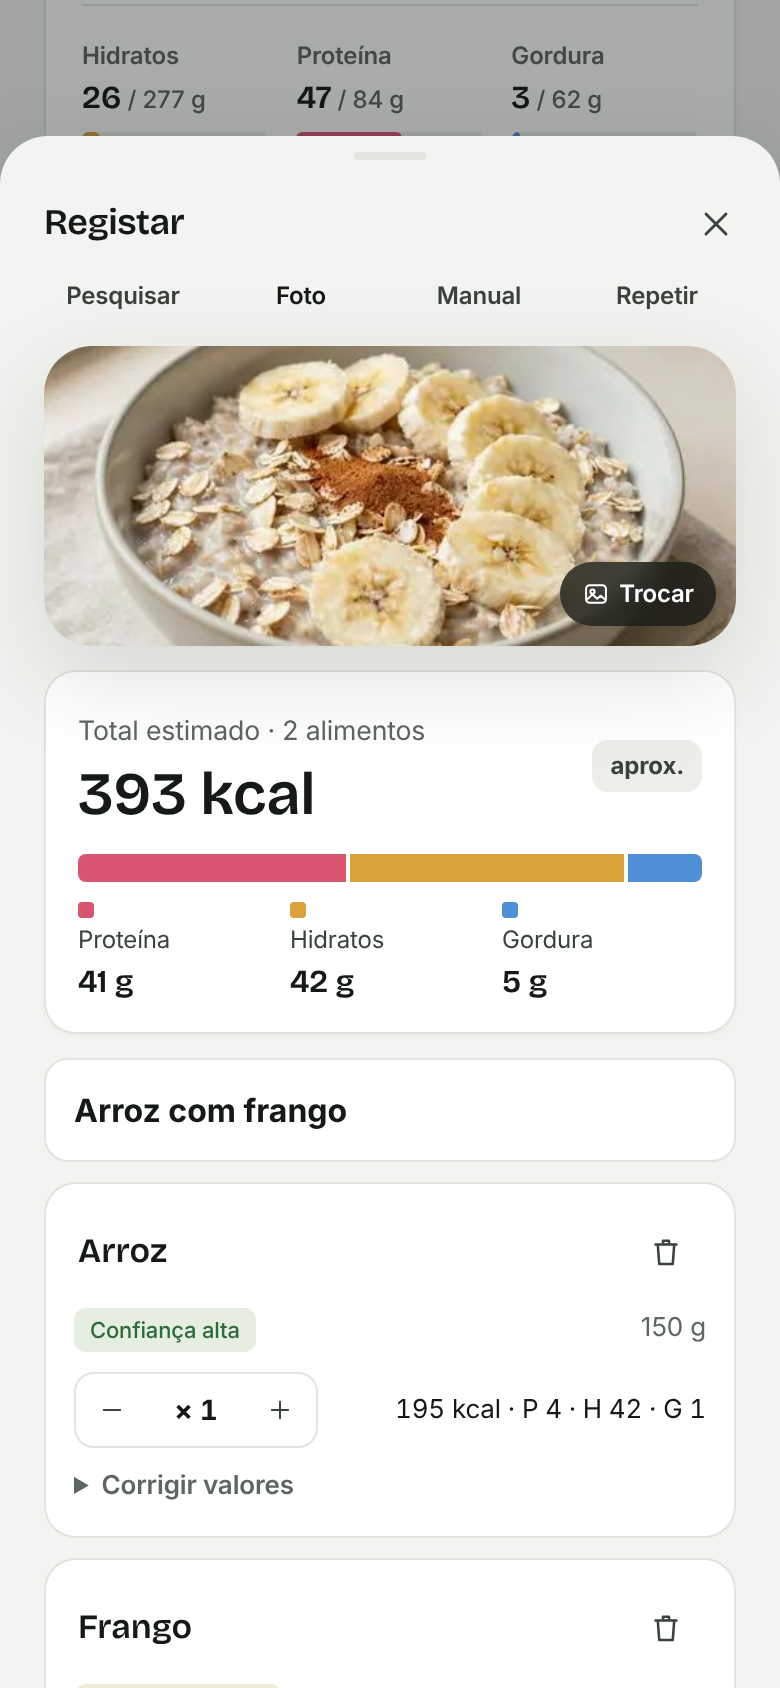 Hidratos
Proteína
Gordura
26 / 277 g
47 / 84 g
3 / 62 g
Registar
Pesquisar
Foto
Manual
Repetir
Trocar
Total estimado · 2 alimentos
393 kcal
aprox.
Proteína
Hidratos
Gordura
41 g
42 g
5 g
Arroz com frango
Arroz
Confiança alta
150 g
× 1
195 kcal · P 4 · H 42 · G 1
Corrigir valores
Frango